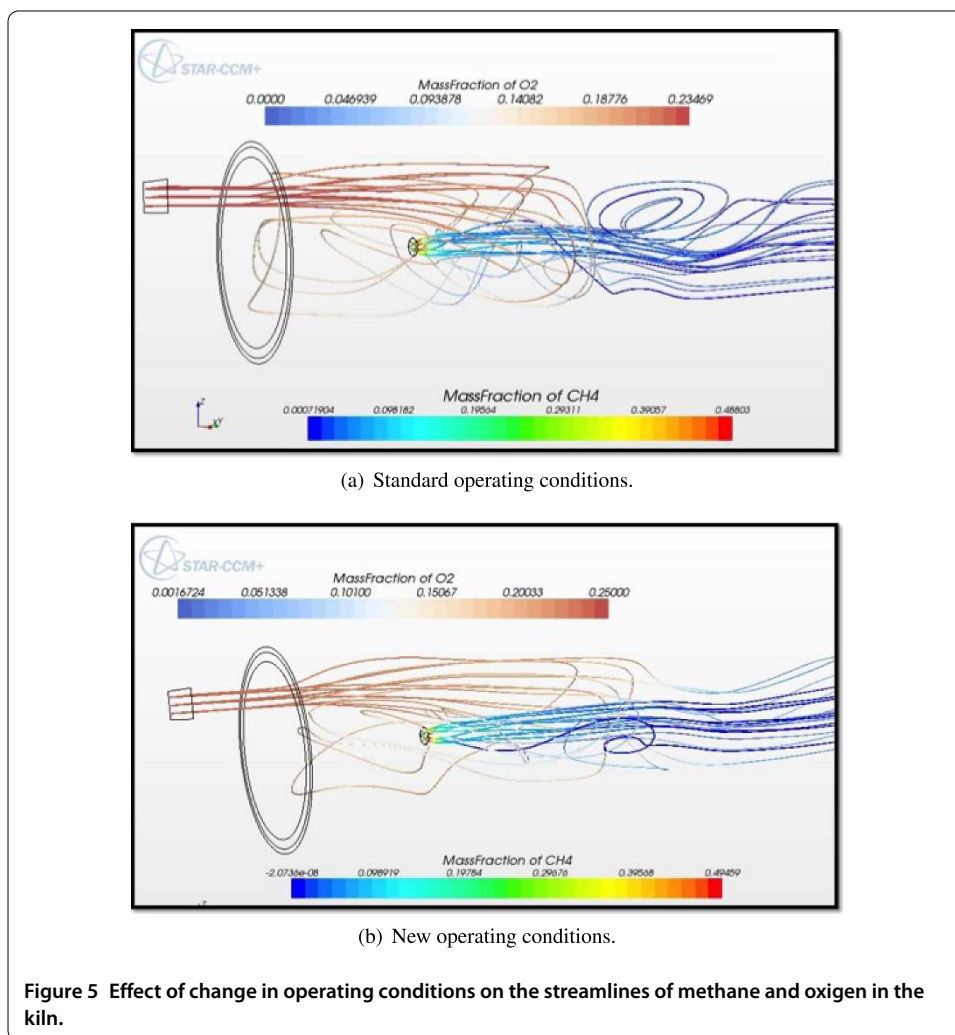 STAR-CCM+
MassFraction of O2
0.0000 0.046939 0.093878 0.14082 0.18776 0.23469
MassFraction of CH4
0.00071904 0.098182 0.19564 0.29311 0.39057 0.48803
Z
(a) Standard operating conditions.
STAR-CCM+
MassFraction of O2
0.0016724 0.051338 0.10100 0.15067 0.20033 0.25000
MassFraction of CH4
-2.0736e-08 0.098919 0.19784 0.29676 0.39568 0.49459
(b) New operating conditions.
Figure 5 Effect of change in operating conditions on the streamlines of methane and oxigen in the
kiln.